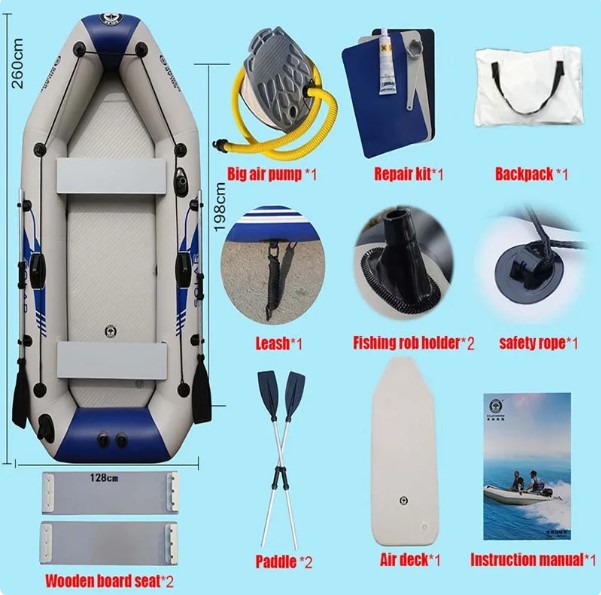 260cm
198cm
Big air pump *1
Repair kit*1
Backpack *1
Leash*1
Fishing rob holder*2
safety rope*1
128cm
Wooden board seat*2
Paddle *2
Air deck*1
Instruction manual*1